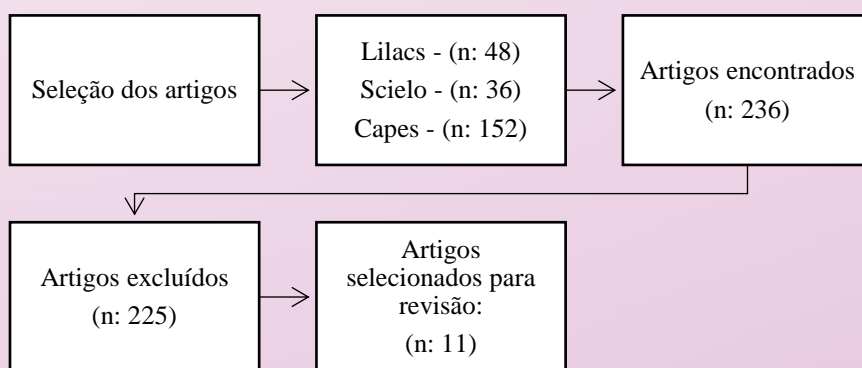 Seleção dos artigos
Lilacs - (n: 48)
Scielo - (n: 36)
Capes - (n: 152)
Artigos encontrados
(n: 236)
Artigos excluídos
(n: 225)
Artigos
selecionados para
revisão:
(n: 11)